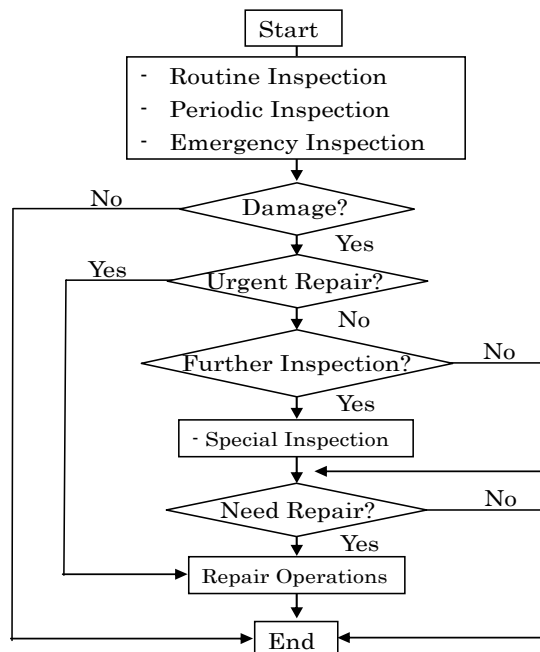 Start
- Routine Inspection
- Periodic Inspection
- Emergency Inspection
No
Damage?
Yes
Yes
Urgent Repair?
No
Further Inspection?
No
Yes
- Special Inspection
Need Repair?
No
Yes
Repair Operations
End